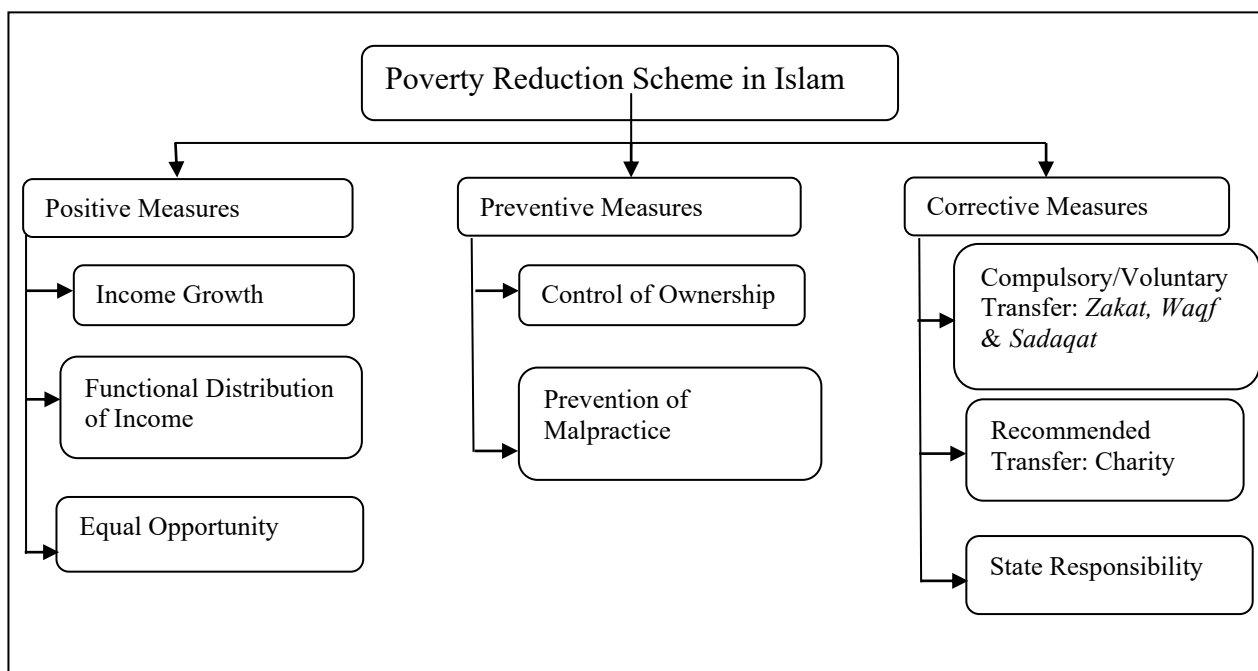 Poverty Reduction Scheme in Islam
Positive Measures
Income Growth
Functional Distribution
of Income
Equal Opportunity
Preventive Measures
Control of Ownership
Prevention of
Malpractice
Corrective Measures
Compulsory/Voluntary
Transfer: Zakat, Waqf
& Sadaqat
Recommended
Transfer: Charity
State Responsibility